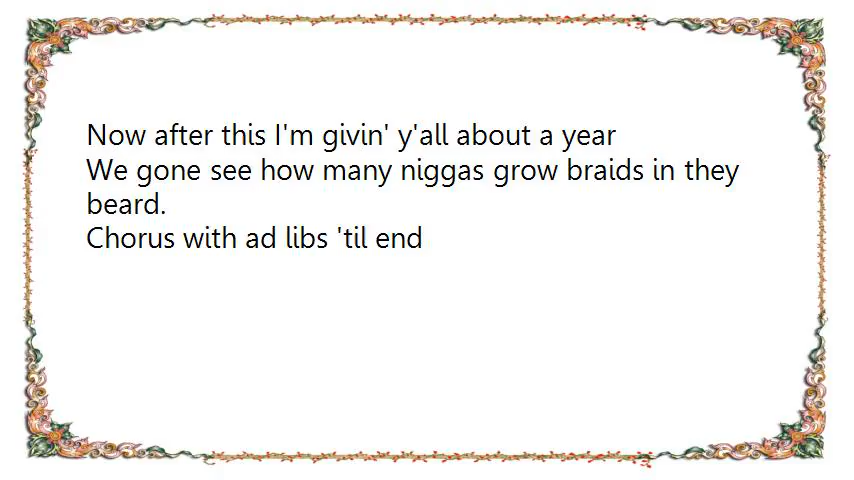 Now after this I'm givin' y'all about a year
We gone see how many niggas grow braids in they
beard.
Chorus with ad libs 'til end